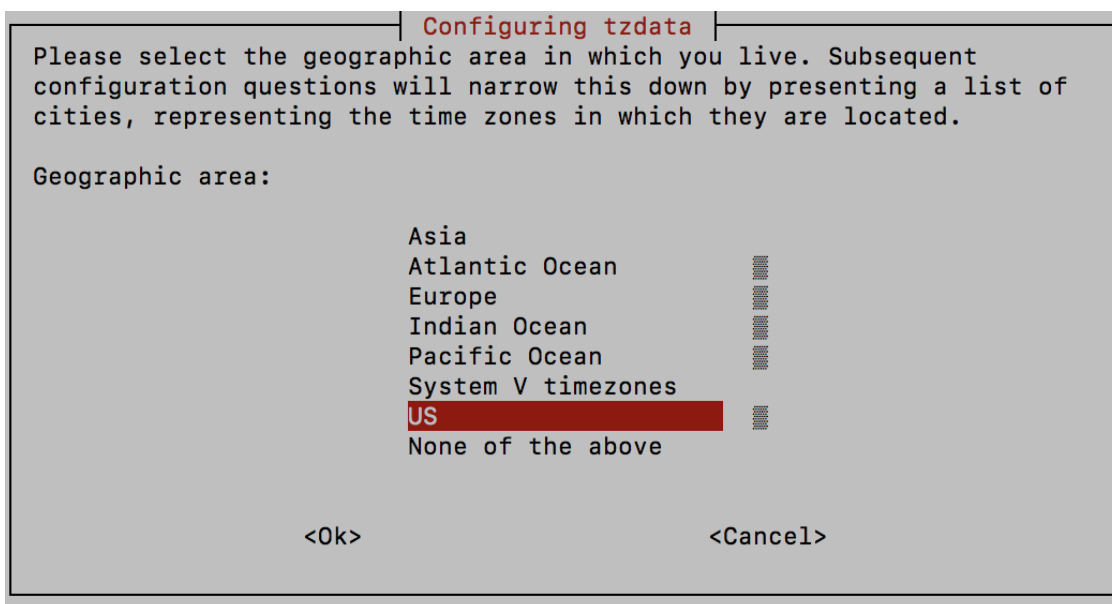 Configuring tzdata
Please select the geographic area in which you live. Subsequent
configuration questions will narrow this down by presenting a list of
cities, representing the time zones in which they are located.
Geographic area:
Asia
Atlantic Ocean
Europe
Indian Ocean
Pacific Ocean
System V timezones
US
None of the above
<Ok> <Cancel>